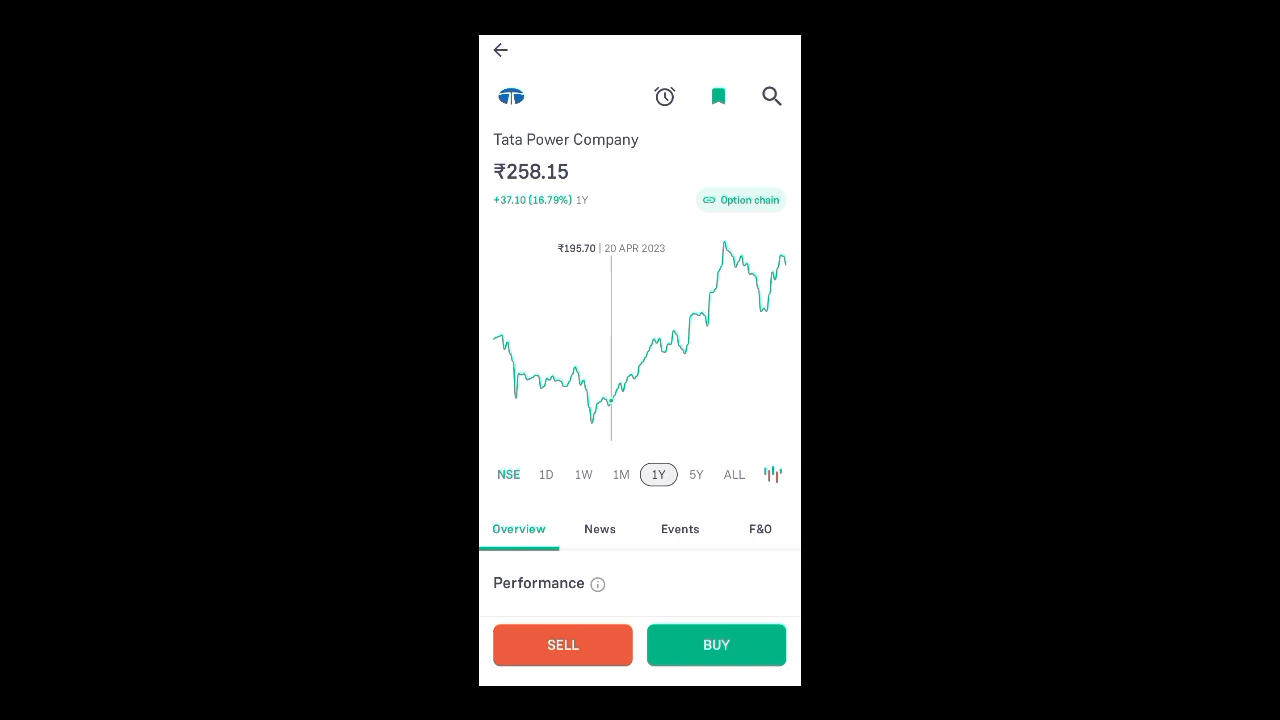 Tata Power Company
₹258.15
+37.10 (16.79%) 1Y
Option chain
₹195.70 | 20 APR 2023
NSE 1D 1W 1M 1Y 5Y ALL
Overview News Events F&O
Performance
SELL BUY